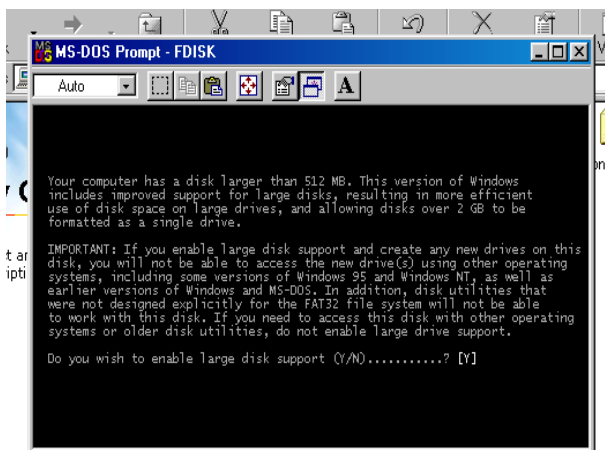 MS-DOS Prompt - FDISK
Auto
A
Your computer has a disk larger than 512 MB. This version of Windows
includes improved support for large disks, resulting in more efficient
use of disk space on large drives, and allowing disks over 2 GB to be
formatted as a single drive.
IMPORTANT: If you enable large disk support and create any new drives on this
disk, you will not be able to access the new drive(s) using other operating
systems, including some versions of Windows 95 and Windows NT, as well as
earlier versions of Windows and MS-DOS. In addition, disk utilities that
were not designed explicitly for the FAT32 file system will not be able
to work with this disk. If you need to access this disk with other operating
systems or older disk utilities, do not enable large drive support.
Do you wish to enable large disk support (Y/N)...........? [Y]